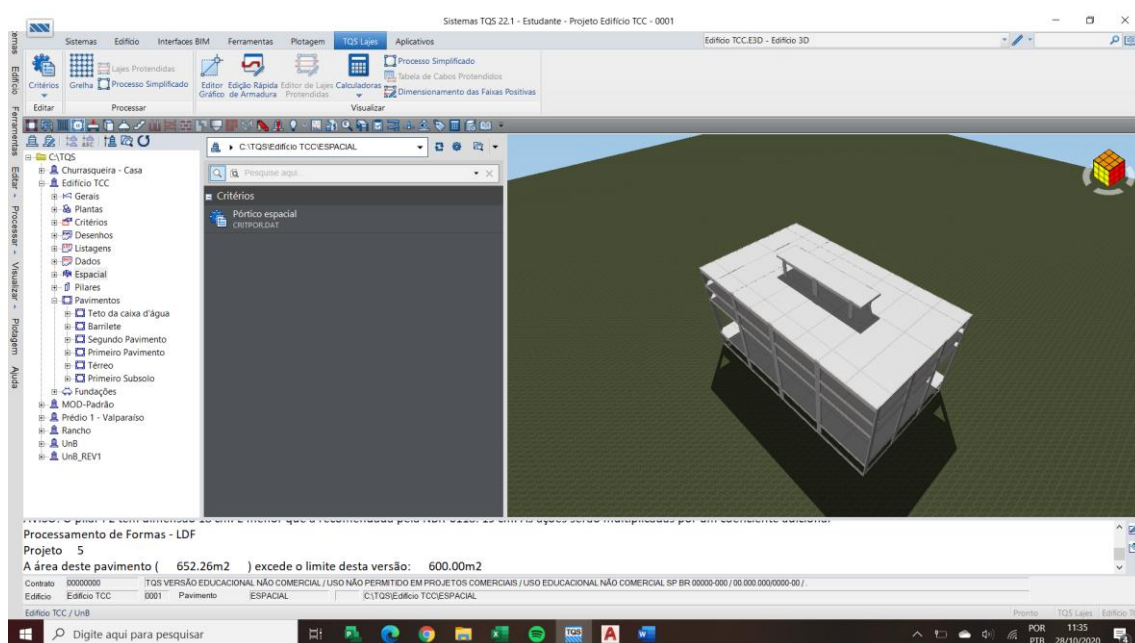 Sistemas TQS 22.1 - Estudante - Projeto Edifício TCC - 0001
Sistemas Edifício Interfaces BIM Ferramentas Plotagem TQS Lajes Aplicativos
Edifício TCC.E3D - Edifício 3D
Critérios
Editar
Grelha
Lajes Protendidas
Processo Simplificado
Processar
Editor Gráfico
Edição Rápida de Armadura
Editor de Lajes Protendidas
Calculadoras
Processo Simplificado
Tabela de Cabos Protendidos
Dimensionamento das Faixas Positivas
Visualizar
Edifício
Ferramentas
Editar
Processar
Visualizar
Plotagem
Ajuda
C:\TQS
Churrasqueira - Casa
Edifício TCC
Gerais
Plantas
Critérios
Desenhos
Listagens
Dados
Espacial
Pilares
Pavimentos
Teto da caixa d'água
Barrilete
Segundo Pavimento
Primeiro Pavimento
Térreo
Primeiro Subsolo
Fundações
MOD-Padrão
Prédio 1 - Valparaíso
Rancho
UnB
UnB_REV1
C:\TQS\Edifício TCC\ESPACIAL
Pesquise aqui...
Critérios
Pórtico espacial
CRITPOR.DAT
Processamento de Formas - LDF
Projeto 5
A área deste pavimento ( 652.26m2 ) excede o limite desta versão: 600.00m2
Contrato 00000000 TQS VERSÃO EDUCACIONAL NÃO COMERCIAL / USO NÃO PERMITIDO EM PROJETOS COMERCIAIS / USO EDUCACIONAL NÃO COMERCIAL SP BR 00000-000 / 00.000.000/0000-00 / .
Edifício Edifício TCC 0001 Pavimento ESPACIAL C:\TQS\Edifício TCC\ESPACIAL
Edifício TCC / UnB
Pronto TQS Lajes
Digite aqui para pesquisar
TQS
POR
PTB
11:35
28/10/2020